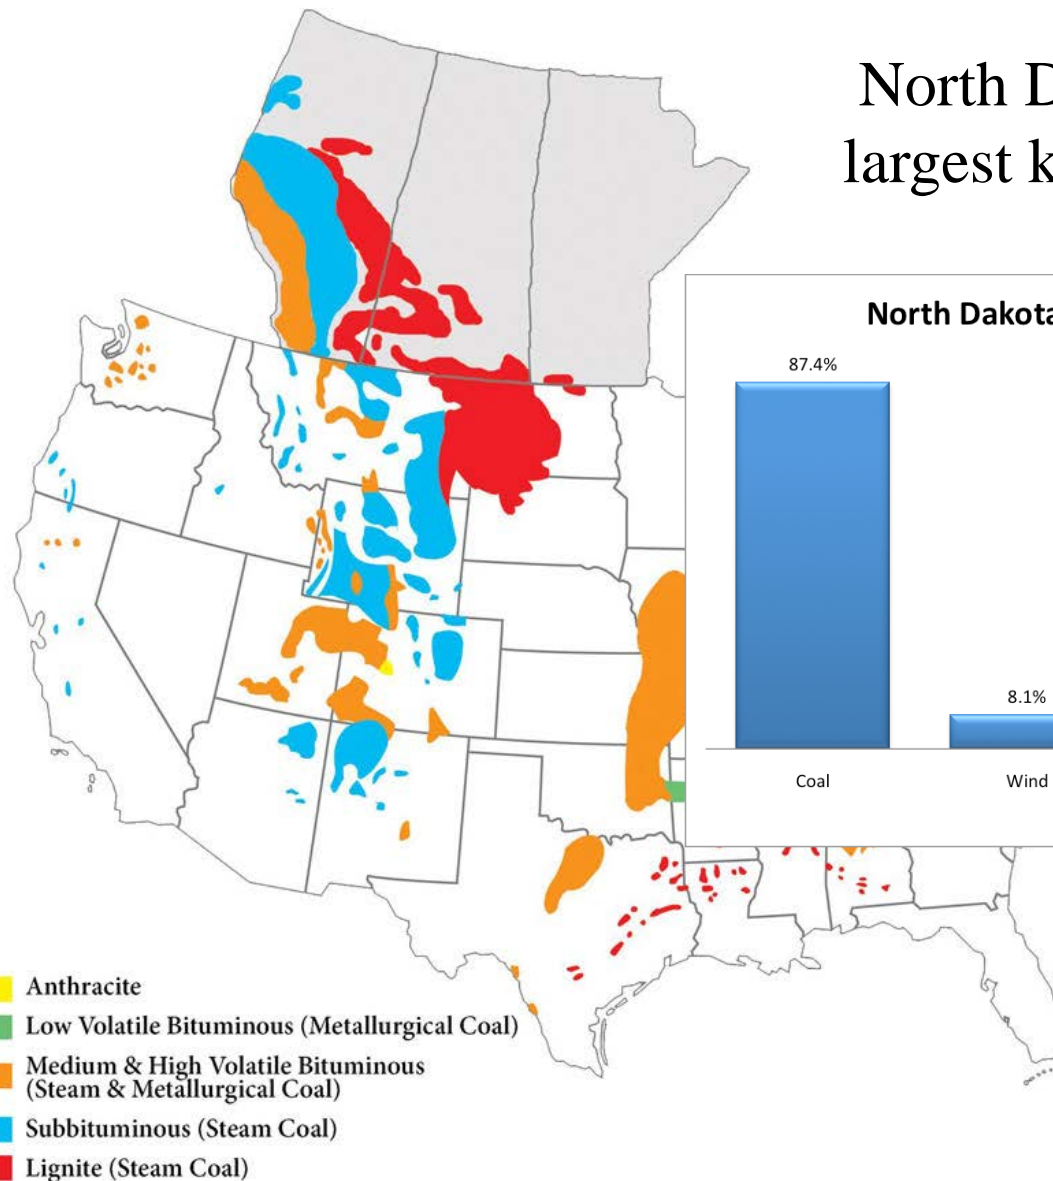 North D
largest k
North Dakota
87.4%
8.1%
Coal
Wind
Anthracite
Low Volatile Bituminous (Metallurgical Coal)
Medium & High Volatile Bituminous
(Steam & Metallurgical Coal)
Subbituminous (Steam Coal)
Lignite (Steam Coal)